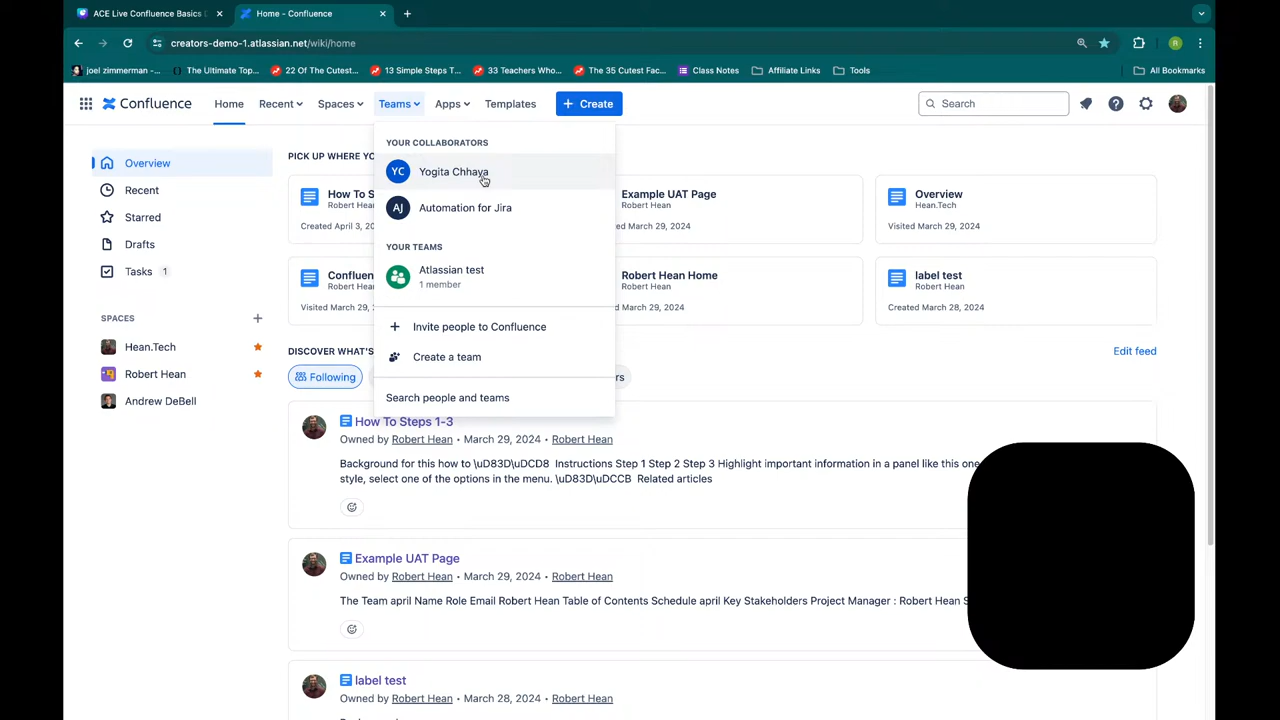 ACE Live Confluence Basics E
Home - Confluence
creators-demo-1.atlassian.net/wiki/home
R
joel zimmerman -...
The Ultimate Top...
22 Of The Cutest...
13 Simple Steps T...
33 Teachers Who...
The 35 Cutest Fac...
Class Notes
Affiliate Links
Tools
All Bookmarks
Confluence
Home
Recent
Spaces
Teams
Apps
Templates
+ Create
Search
Overview
Recent
Starred
Drafts
Tasks 1
SPACES
Hean.Tech
Robert Hean
Andrew DeBell
PICK UP WHERE YO
How To S
Robert Hean
Created April 3, 20
Example UAT Page
Robert Hean
March 29, 2024
Overview
Hean.Tech
Visited March 29, 2024
Confluen
Robert Hean
Visited March 29, 2024
Robert Hean Home
Robert Hean
March 29, 2024
label test
Robert Hean
Created March 28, 2024
YOUR COLLABORATORS
YC Yogita Chhaya
AJ Automation for Jira
YOUR TEAMS
Atlassian test
1 member
Invite people to Confluence
Create a team
Search people and teams
DISCOVER WHAT'S
Edit feed
Following
rs
How To Steps 1-3
Owned by Robert Hean • March 29, 2024 • Robert Hean
Background for this how to \uD83D\uDCD8 Instructions Step 1 Step 2 Step 3 Highlight important information in a panel like this one
style, select one of the options in the menu. \uD83D\uDCCB Related articles
Example UAT Page
Owned by Robert Hean • March 29, 2024 • Robert Hean
The Team april Name Role Email Robert Hean Table of Contents Schedule april Key Stakeholders Project Manager : Robert Hean S
label test
Owned by Robert Hean • March 28, 2024 • Robert Hean